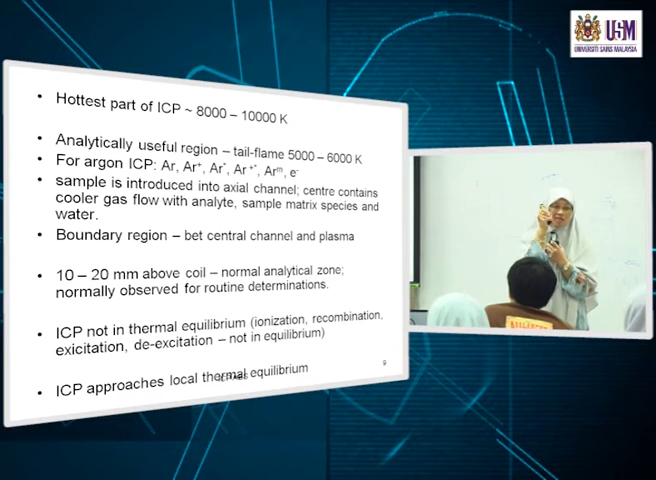 USM
UNIVERSITI SAINS MALAYSIA
• Hottest part of ICP ~ 8000 – 10000 K
• Analytically useful region – tail-flame 5000 – 6000 K
• For argon ICP: Ar, Ar⁺, Ar*, Ar⁺*, Arᵐ, e⁻
• sample is introduced into axial channel; centre contains
cooler gas flow with analyte, sample matrix species and
water.
• Boundary region – bet central channel and plasma
• 10 – 20 mm above coil – normal analytical zone;
normally observed for routine determinations.
• ICP not in thermal equilibrium (ionization, recombination,
exicitation, de-excitation – not in equilibrium)
• ICP approaches local thermal equilibrium
9